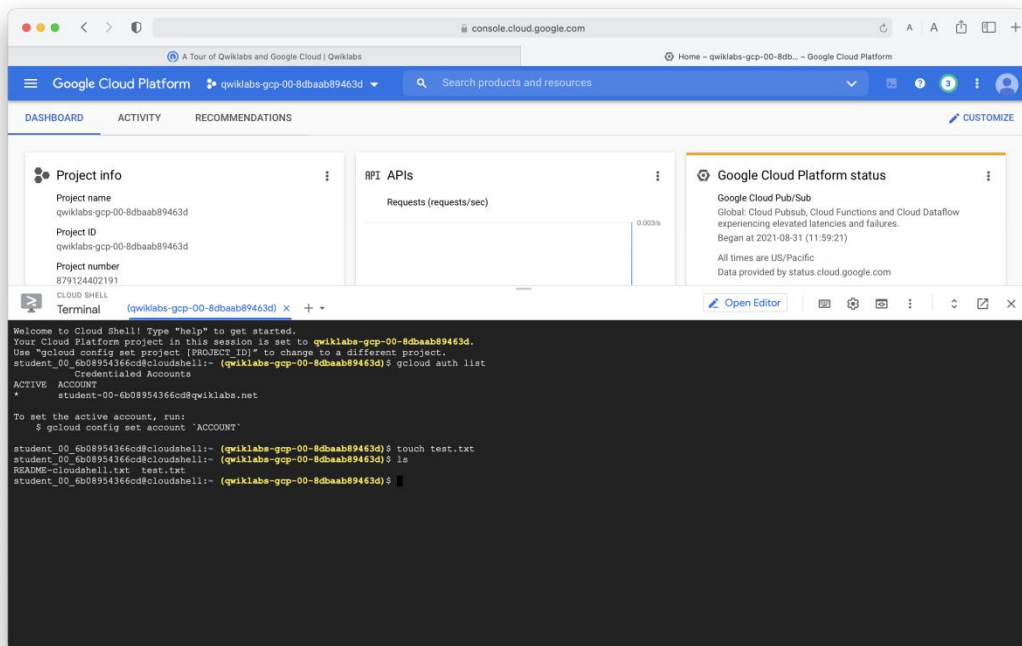 console.cloud.google.com
A A
A Tour of Qwiklabs and Google Cloud | Qwiklabs
Home – qwiklabs-gcp-00-8db... – Google Cloud Platform
Google Cloud Platform qwiklabs-gcp-00-8dbaab89463d Search products and resources ? 3
DASHBOARD ACTIVITY RECOMMENDATIONS CUSTOMIZE
Project info
Project name
qwiklabs-gcp-00-8dbaab89463d
Project ID
qwiklabs-gcp-00-8dbaab89463d
Project number
879124402191
API APIs
Requests (requests/sec)
0.003/s
Google Cloud Platform status
Google Cloud Pub/Sub
Global: Cloud Pubsub, Cloud Functions and Cloud Dataflow
experiencing elevated latencies and failures.
Began at 2021-08-31 (11:59:21)
All times are US/Pacific
Data provided by status.cloud.google.com
CLOUD SHELL
Terminal (qwiklabs-gcp-00-8dbaab89463d) × + Open Editor
Welcome to Cloud Shell! Type "help" to get started.
Your Cloud Platform project in this session is set to qwiklabs-gcp-00-8dbaab89463d.
Use "gcloud config set project [PROJECT_ID]" to change to a different project.
student_00_6b08954366cd@cloudshell:~ (qwiklabs-gcp-00-8dbaab89463d)$ gcloud auth list
Credentialed Accounts
ACTIVE ACCOUNT
* student-00-6b08954366cd@qwiklabs.net
To set the active account, run:
$ gcloud config set account `ACCOUNT`
student_00_6b08954366cd@cloudshell:~ (qwiklabs-gcp-00-8dbaab89463d)$ touch test.txt
student_00_6b08954366cd@cloudshell:~ (qwiklabs-gcp-00-8dbaab89463d)$ ls
README-cloudshell.txt test.txt
student_00_6b08954366cd@cloudshell:~ (qwiklabs-gcp-00-8dbaab89463d)$